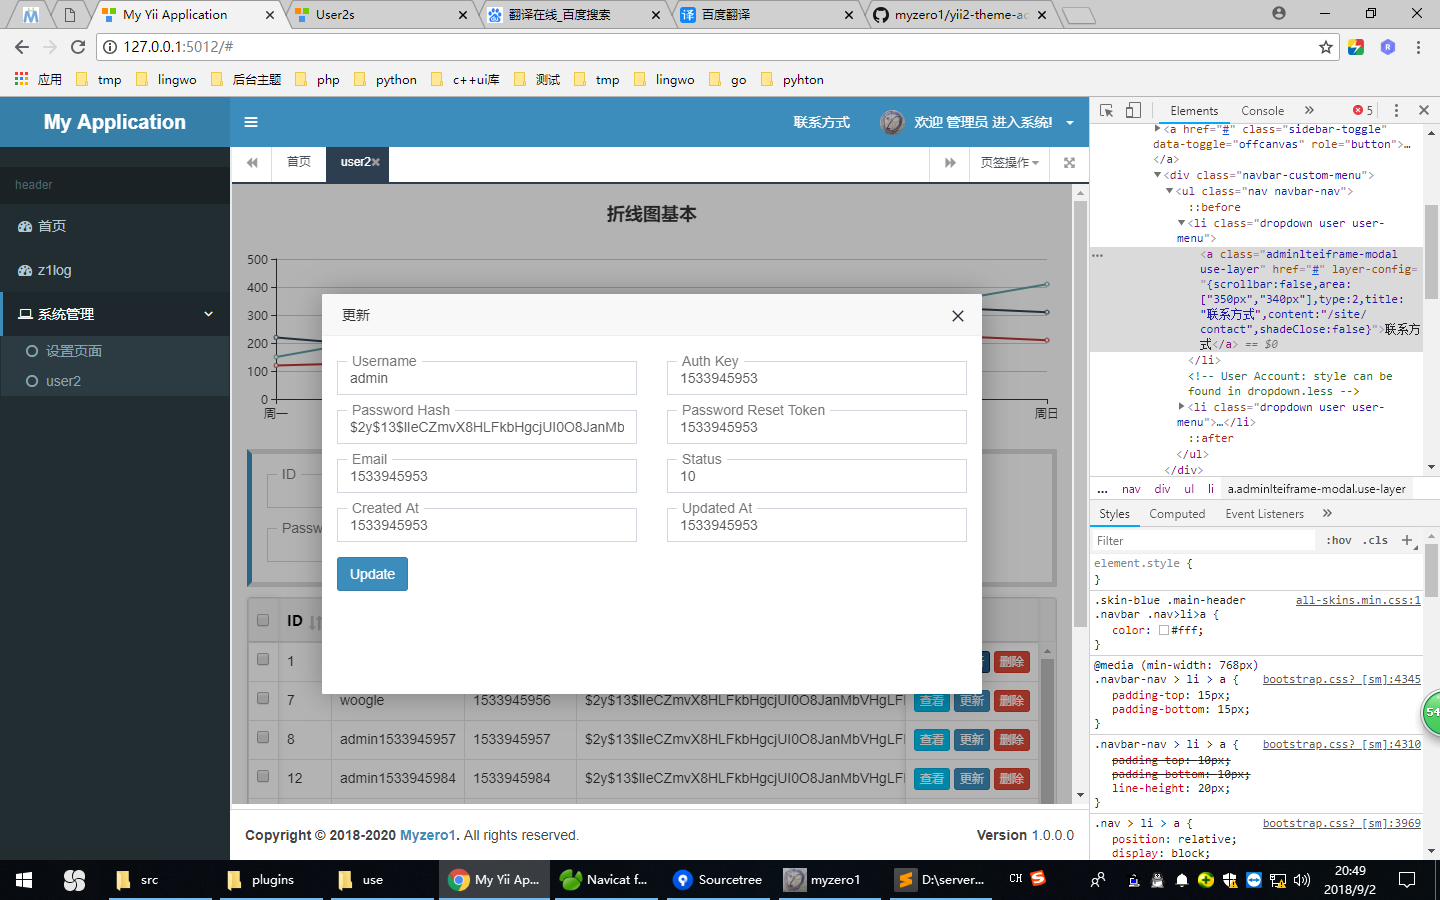 My Yii Application
User2s
翻译在线_百度搜索
百度翻译
myzero1/yii2-theme-ac
127.0.0.1:5012/#
应用 tmp lingwo 后台主题 php python c++ui库 测试 tmp lingwo go pyhton
My Application
联系方式
欢迎 管理员 进入系统!
首页
user2
页签操作
header
首页
z1log
系统管理
设置页面
user2
折线图基本
500
400
300
200
100
0
周一
周日
更新
Username
admin
Auth Key
1533945953
Password Hash
Password Reset Token
1533945953
Email
1533945953
Status
10
Created At
1533945953
Updated At
1533945953
Update
ID
Passw
ID
1
删除
7 woogle 1533945956 查看 更新 删除
8 admin1533945957 1533945957 查看 更新 删除
12 admin1533945984 1533945984 查看 更新 删除
Copyright © 2018-2020 Myzero1. All rights reserved.
Version 1.0.0.0
Elements Console » 5
<a href="#" class="sidebar-toggle"
data-toggle="offcanvas" role="button">…
</a>
<div class="navbar-custom-menu">
<ul class="nav navbar-nav">
::before
<li class="dropdown user user-
menu">
<a class="adminlteiframe-modal
use-layer" href="#" layer-config=
"{scrollbar:false,area:
["350px","340px"],type:2,title:
"联系方式",content:"/site/
contact",shadeClose:false}">联系方
式</a> == $0
</li>
<!-- User Account: style can be
found in dropdown.less -->
<li class="dropdown user user-
menu">…</li>
::after
</ul>
</div>
... nav div ul li a.adminlteiframe-modal.use-layer
Styles Computed Event Listeners »
Filter :hov .cls +
element.style {
}
.skin-blue .main-header all-skins.min.css:1
.navbar .nav>li>a {
color: #fff;
}
@media (min-width: 768px)
.navbar-nav > li > a { bootstrap.css? [sm]:4345
padding-top: 15px;
padding-bottom: 15px;
}
.navbar-nav > li > a { bootstrap.css? [sm]:4310
padding-top: 10px;
padding-bottom: 10px;
line-height: 20px;
}
.nav > li > a { bootstrap.css? [sm]:3969
position: relative;
display: block;
54
src
plugins
use
My Yii Ap...
Navicat f...
Sourcetree
myzero1
D:\server...
CH
20:49
2018/9/2